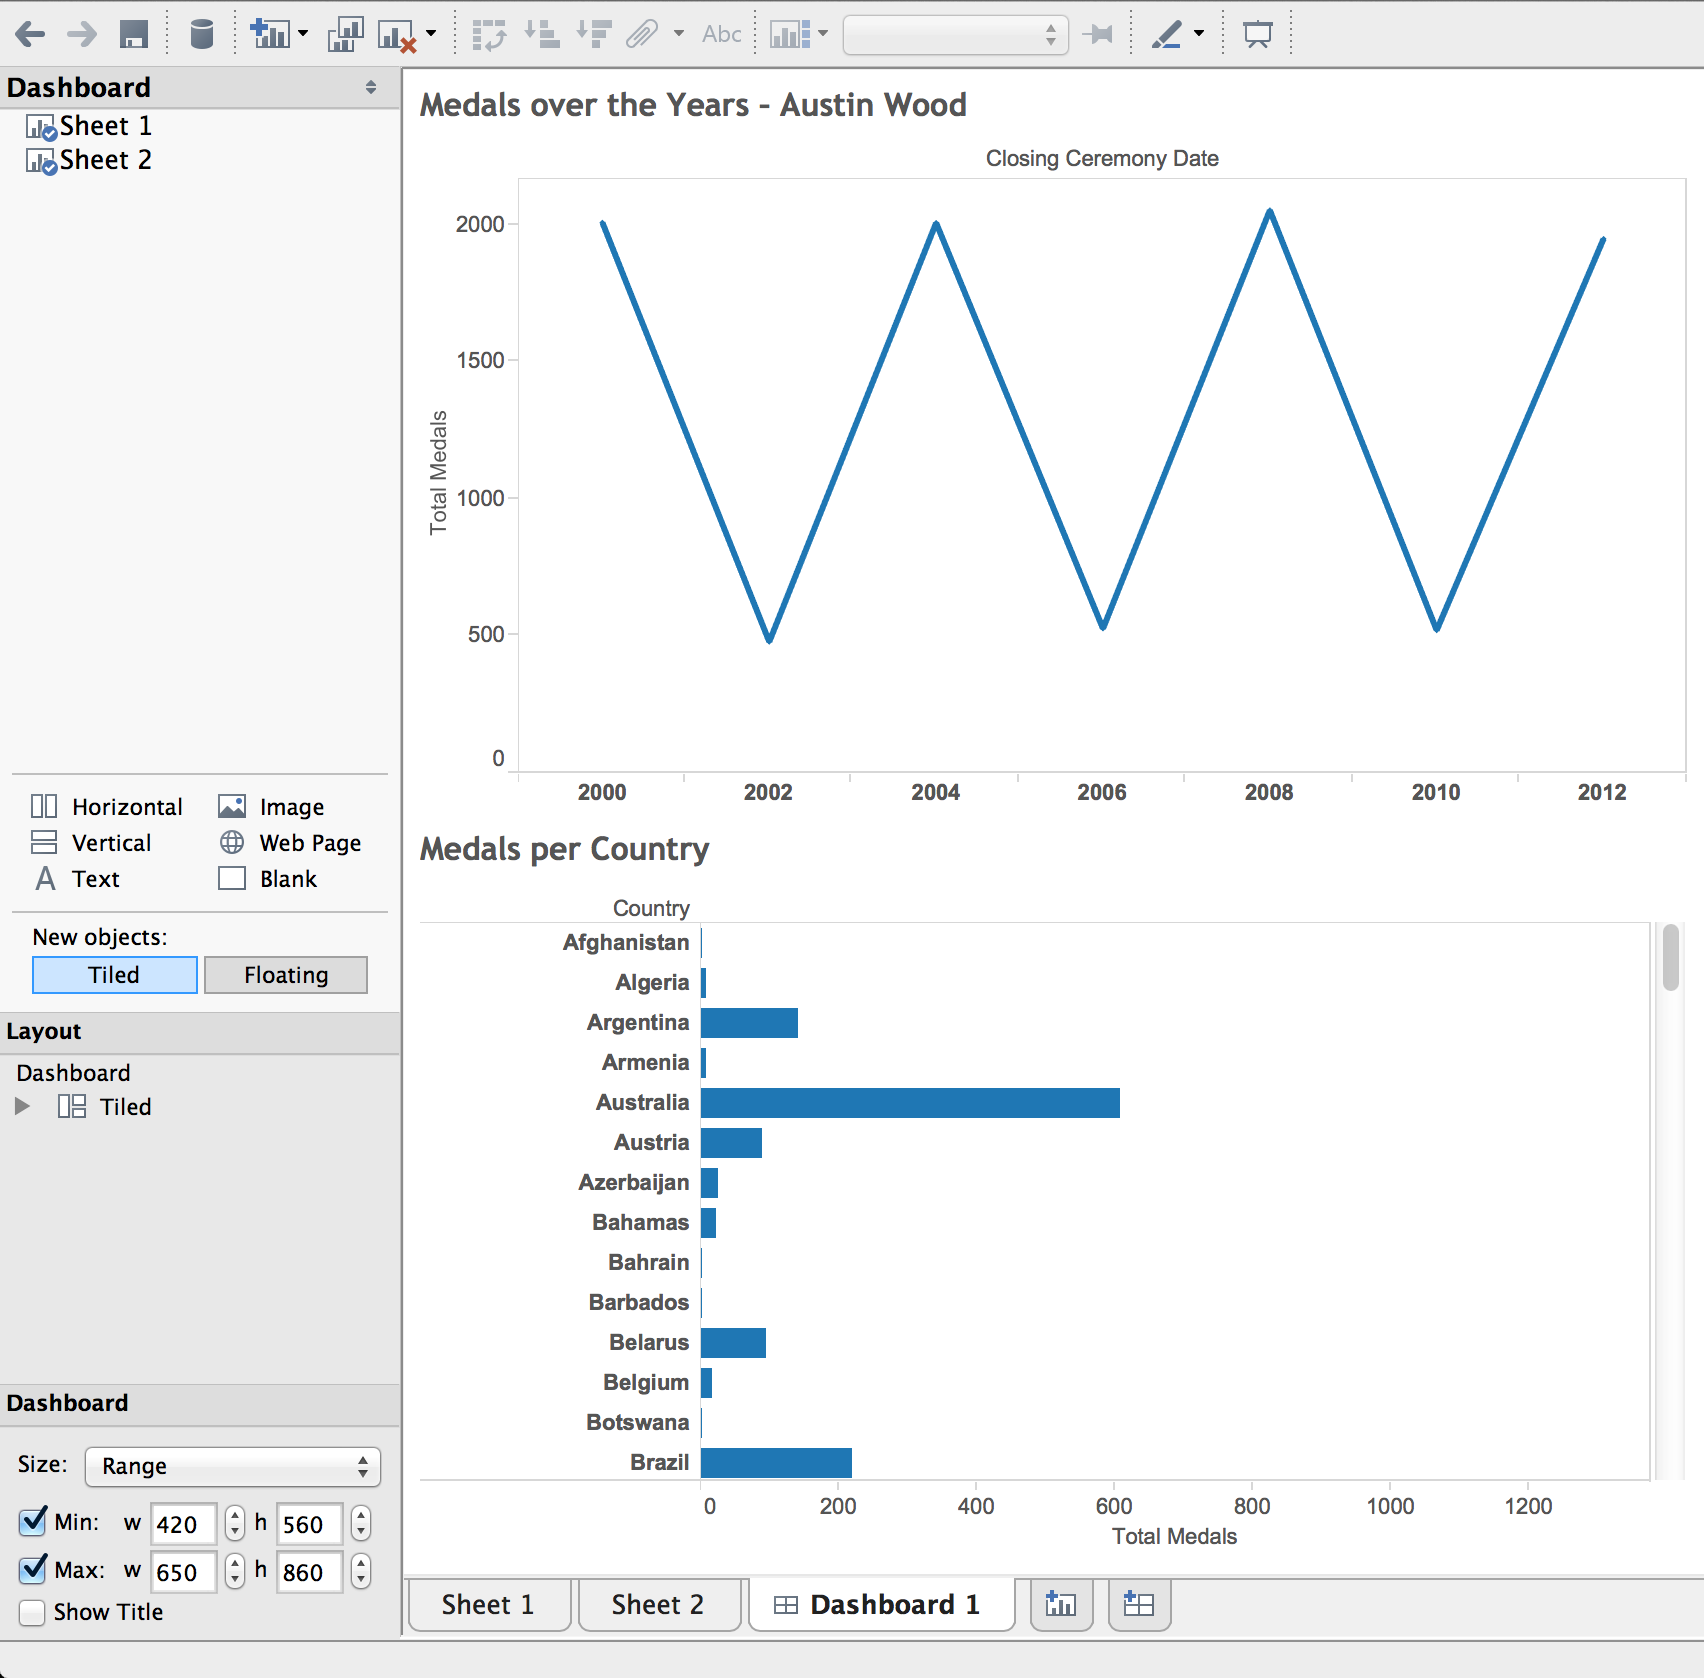 Abc
Dashboard
Sheet 1
Sheet 2
Horizontal Image
Vertical Web Page
A Text Blank
New objects:
Tiled Floating
Layout
Dashboard
Tiled
Dashboard
Size: Range
Min: w 420 h 560
Max: w 650 h 860
Show Title
Medals over the Years - Austin Wood
Closing Ceremony Date
Total Medals
2000
1500
1000
500
0
2000 2002 2004 2006 2008 2010 2012
Medals per Country
Country
Afghanistan
Algeria
Argentina
Armenia
Australia
Austria
Azerbaijan
Bahamas
Bahrain
Barbados
Belarus
Belgium
Botswana
Brazil
0 200 400 600 800 1000 1200
Total Medals
Sheet 1 Sheet 2 Dashboard 1